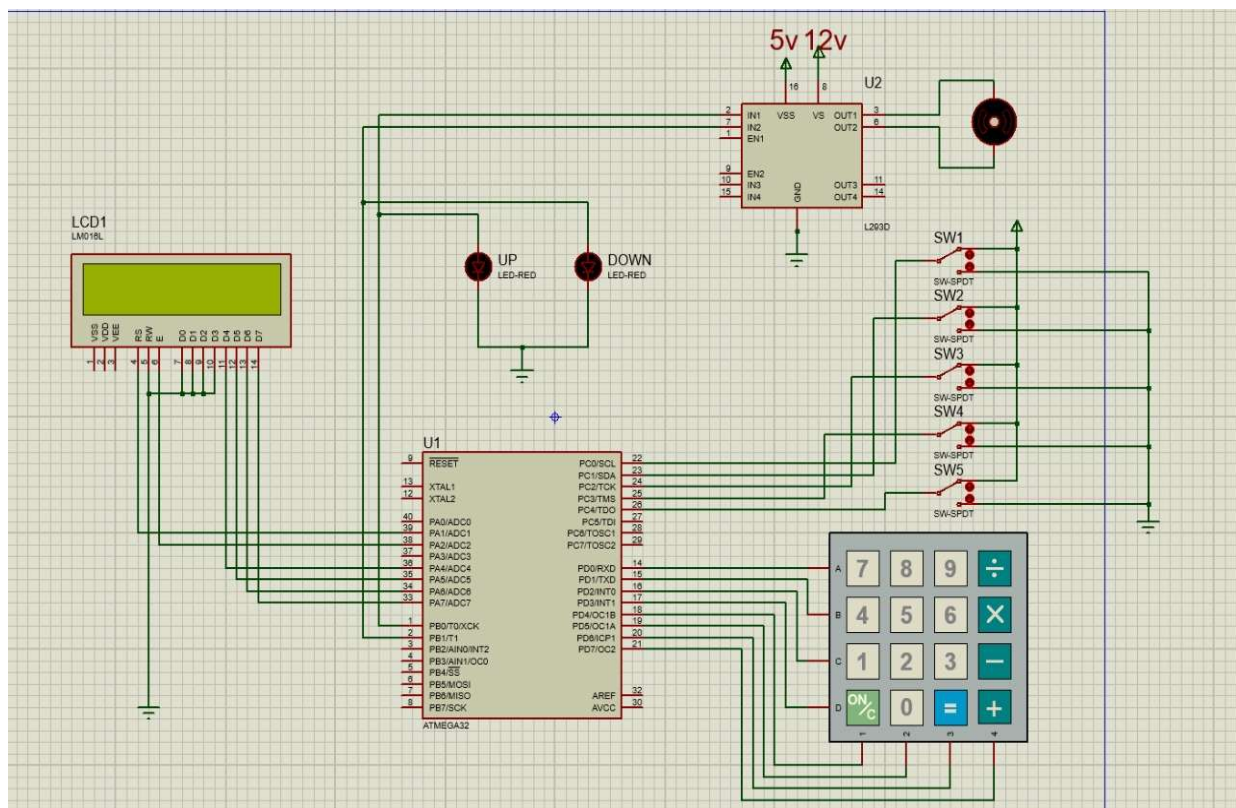 5v 12v
U2
16 8
2 IN1 VSS VS OUT1 3
7 IN2 OUT2 6
1 EN1
9 EN2
10 IN3 OUT3 11
15 IN4 GND OUT4 14
L293D
LCD1
LM016L
VSS VDD VEE RS RW E D0 D1 D2 D3 D4 D5 D6 D7
1 2 3 4 5 6 7 8 9 10 11 12 13 14
UP
LED-RED
DOWN
LED-RED
SW1
SW-SPDT
SW2
SW-SPDT
SW3
SW-SPDT
SW4
SW-SPDT
SW5
SW-SPDT
U1
9 RESET PC0/SCL 22
PC1/SDA 23
13 XTAL1 PC2/TCK 24
12 XTAL2 PC3/TMS 25
PC4/TDO 26
40 PA0/ADC0 PC5/TDI 27
39 PA1/ADC1 PC6/TOSC1 28
38 PA2/ADC2 PC7/TOSC2 29
37 PA3/ADC3
36 PA4/ADC4 PD0/RXD 14
35 PA5/ADC5 PD1/TXD 15
34 PA6/ADC6 PD2/INT0 16
33 PA7/ADC7 PD3/INT1 17
PD4/OC1B 18
1 PB0/T0/XCK PD5/OC1A 19
2 PB1/T1 PD6/ICP1 20
3 PB2/AIN0/INT2 PD7/OC2 21
4 PB3/AIN1/OC0
5 PB4/SS
6 PB5/MOSI
7 PB6/MISO AREF 32
8 PB7/SCK AVCC 30
ATMEGA32
A 7 8 9 ÷
B 4 5 6 ×
C 1 2 3 −
D ON/C 0 = +
1 2 3 4